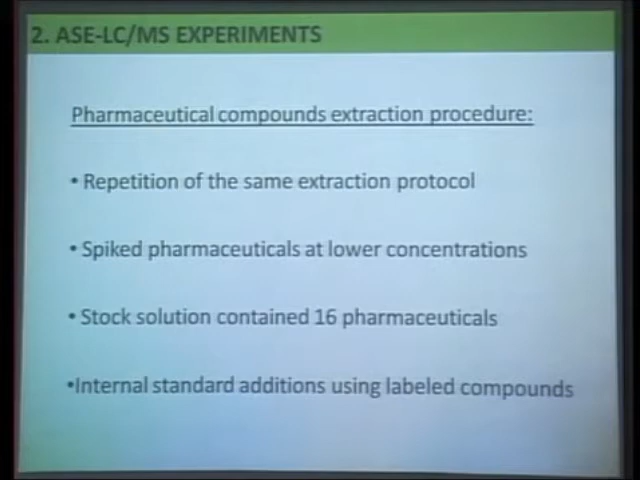 2. ASE-LC/MS EXPERIMENTS
Pharmaceutical compounds extraction procedure:
• Repetition of the same extraction protocol
• Spiked pharmaceuticals at lower concentrations
• Stock solution contained 16 pharmaceuticals
•Internal standard additions using labeled compounds